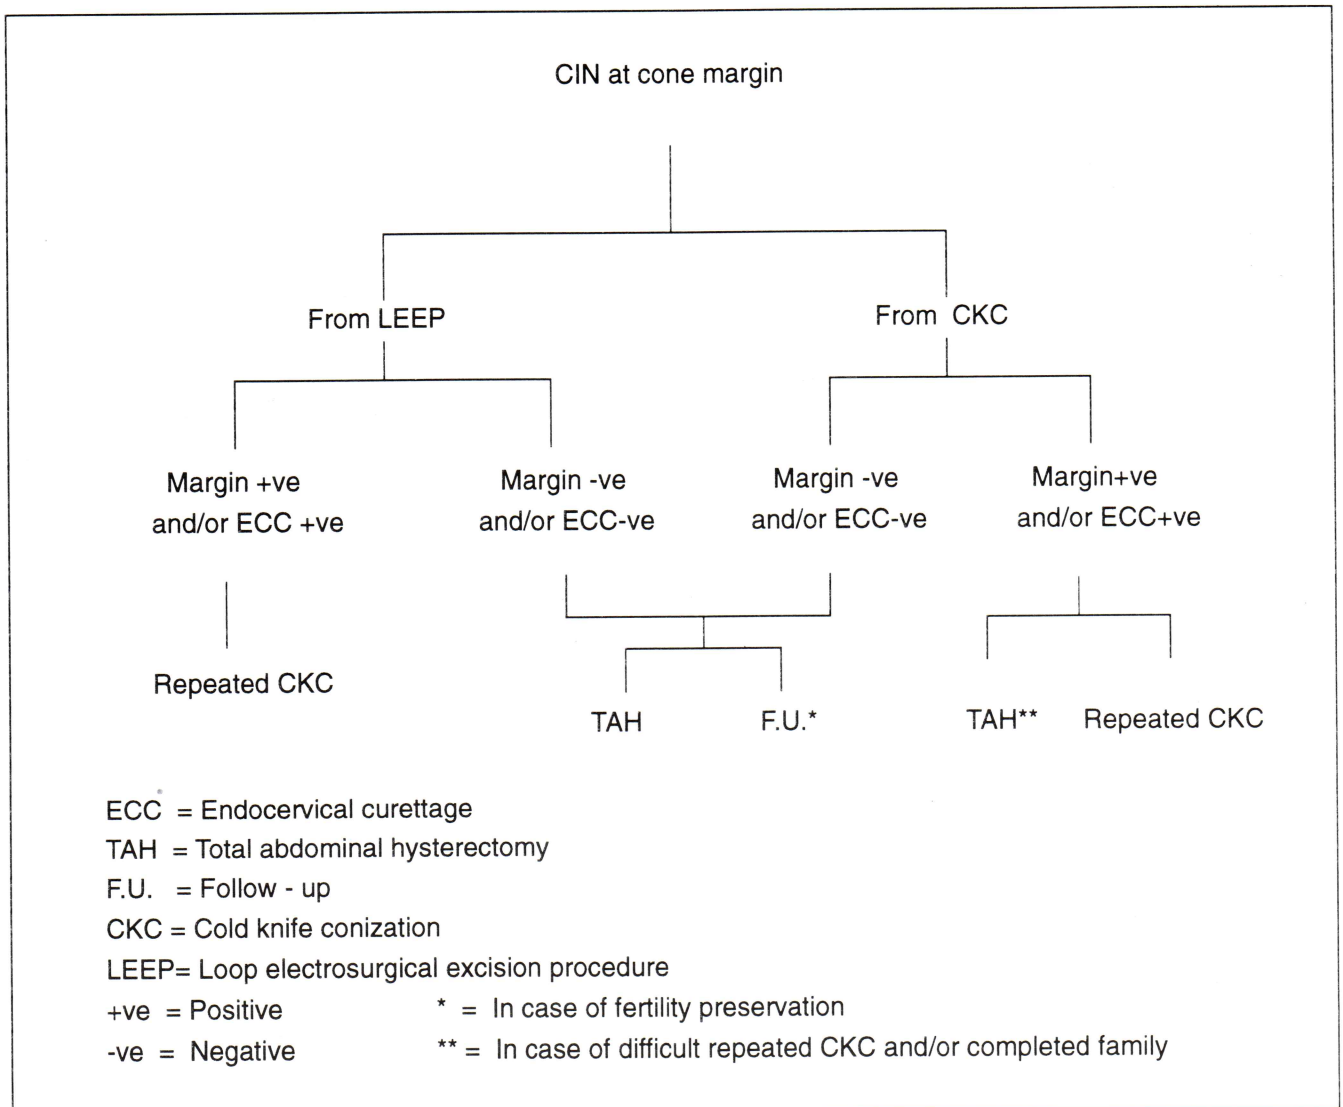 CIN at cone margin
From LEEP
From CKC
Margin +ve
and/or ECC +ve
Margin -ve
and/or ECC-ve
Margin -ve
and/or ECC-ve
Margin+ve
and/or ECC+ve
Repeated CKC
TAH
F.U.*
TAH**
Repeated CKC
ECC = Endocervical curettage
TAH = Total abdominal hysterectomy
F.U. = Follow - up
CKC = Cold knife conization
LEEP= Loop electrosurgical excision procedure
+ve = Positive
* = In case of fertility preservation
-ve = Negative
** = In case of difficult repeated CKC and/or completed family